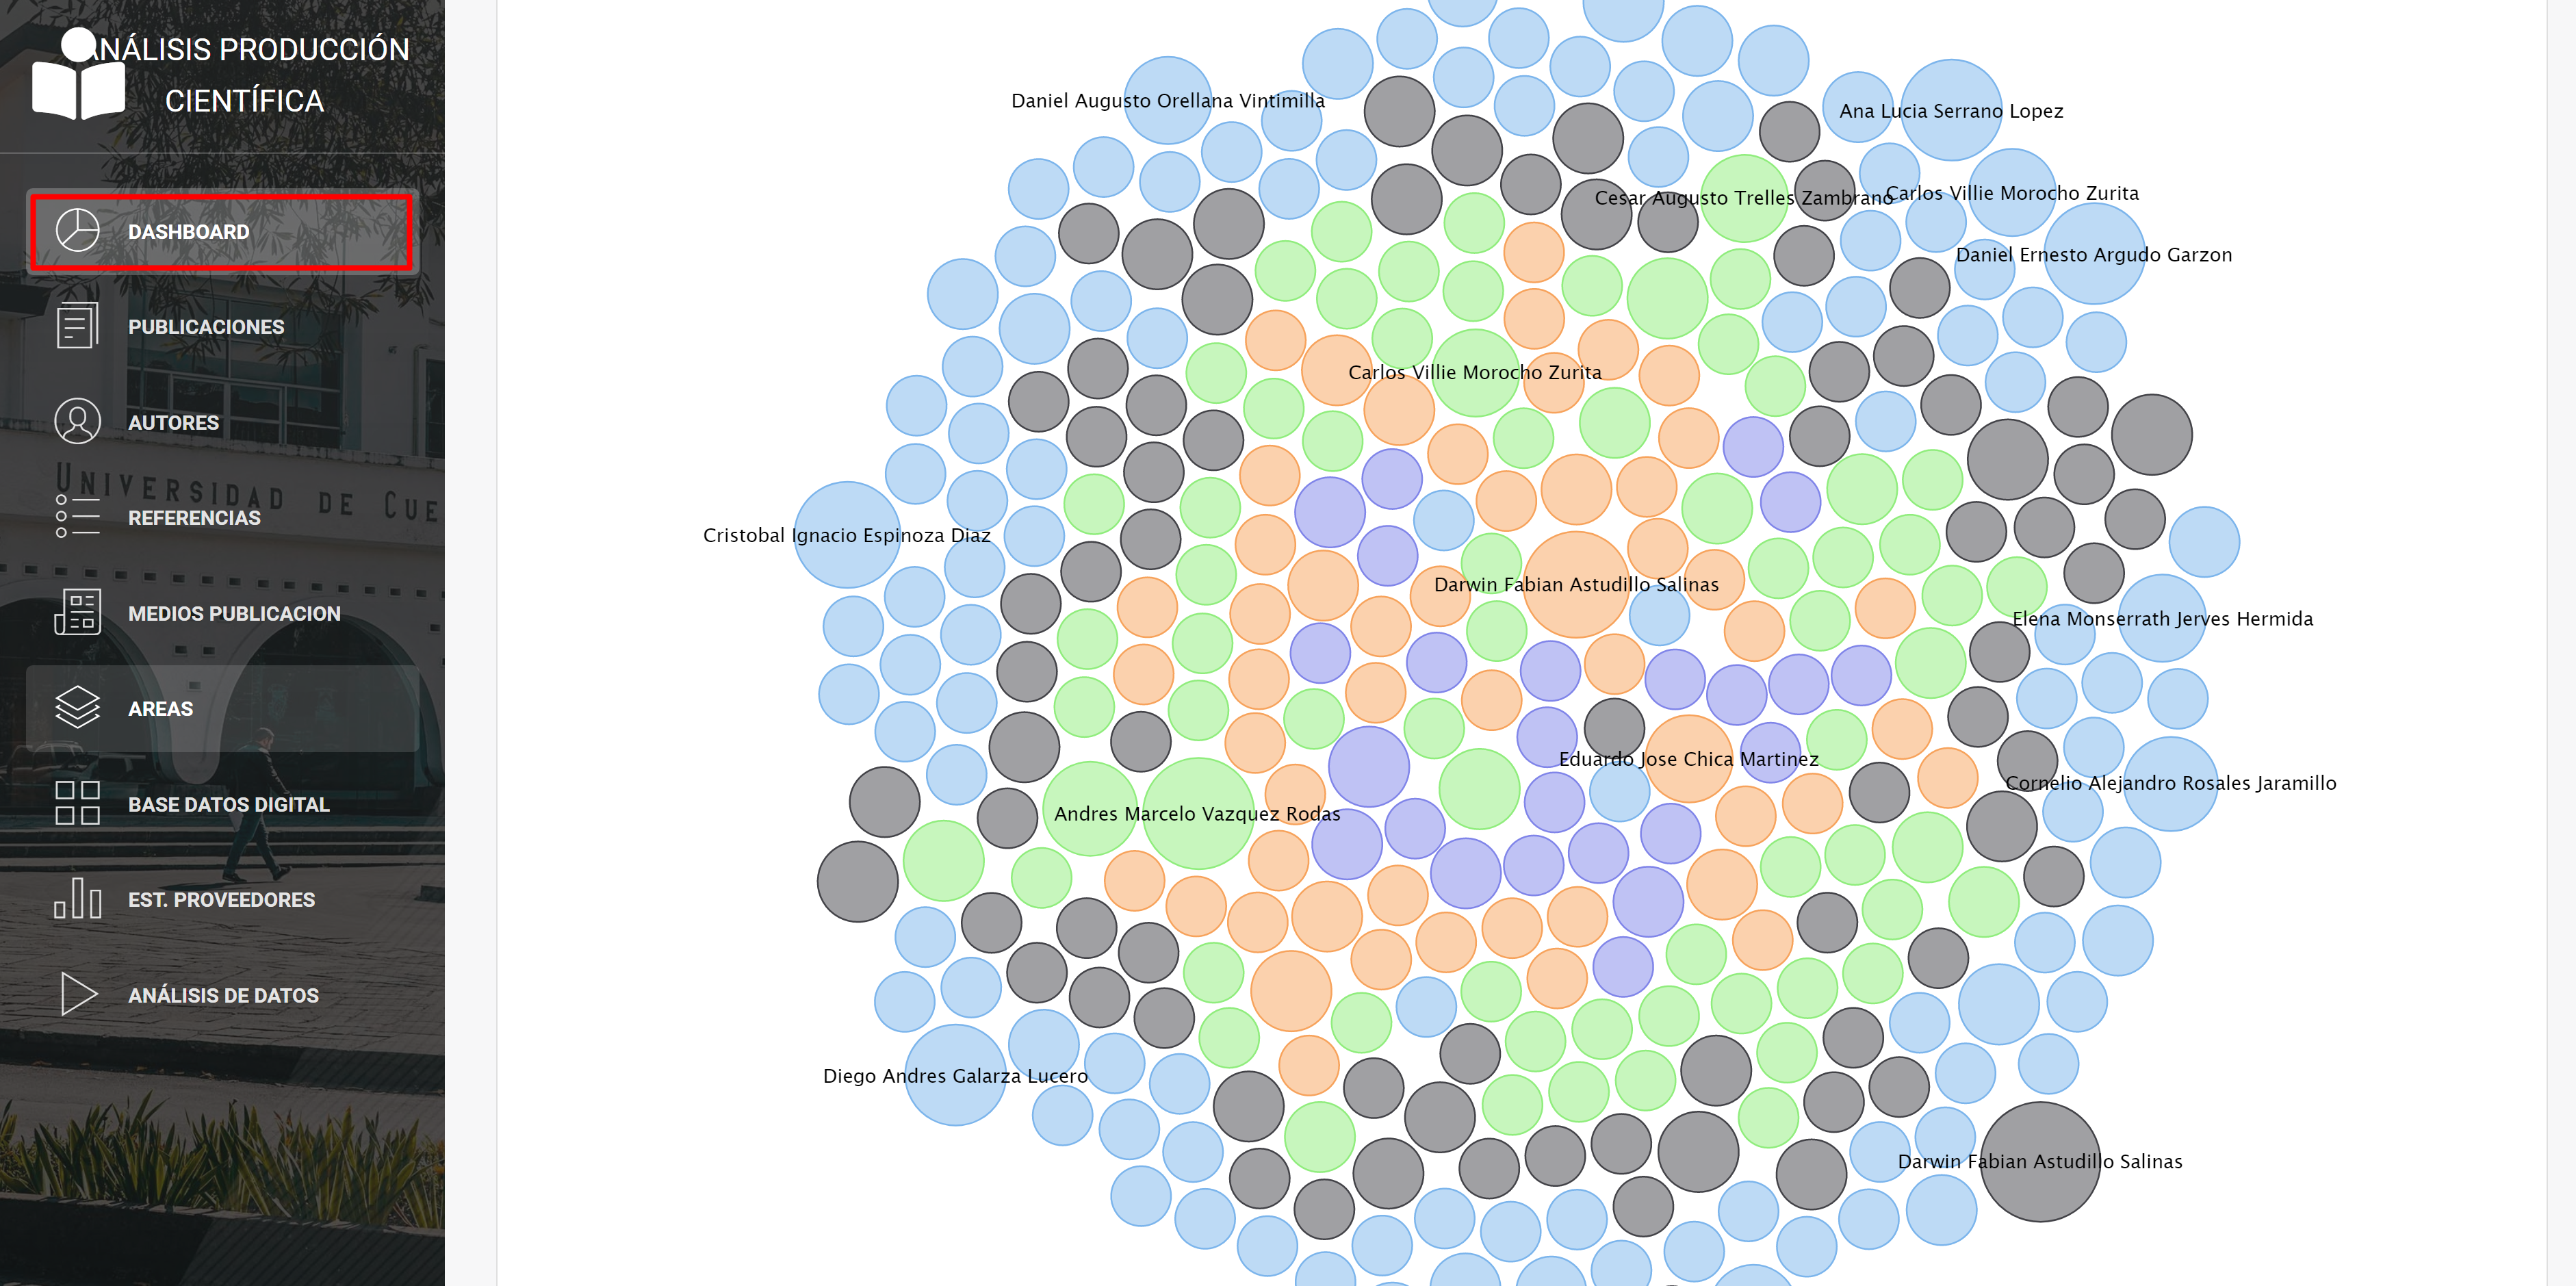 ANÁLISIS PRODUCCIÓN
CIENTÍFICA
DASHBOARD
PUBLICACIONES
AUTORES
UNIVERSIDAD DE CUE
REFERENCIAS
MEDIOS PUBLICACION
AREAS
BASE DATOS DIGITAL
EST. PROVEEDORES
ANÁLISIS DE DATOS
Daniel Augusto Orellana Vintimilla
Ana Lucia Serrano Lopez
Cesar Augusto Trelles Zambrano
Carlos Villie Morocho Zurita
Daniel Ernesto Argudo Garzon
Carlos Villie Morocho Zurita
Cristobal Ignacio Espinoza Diaz
Darwin Fabian Astudillo Salinas
Elena Monserrath Jerves Hermida
Eduardo Jose Chica Martinez
Cornelio Alejandro Rosales Jaramillo
Andres Marcelo Vazquez Rodas
Diego Andres Galarza Lucero
Darwin Fabian Astudillo Salinas